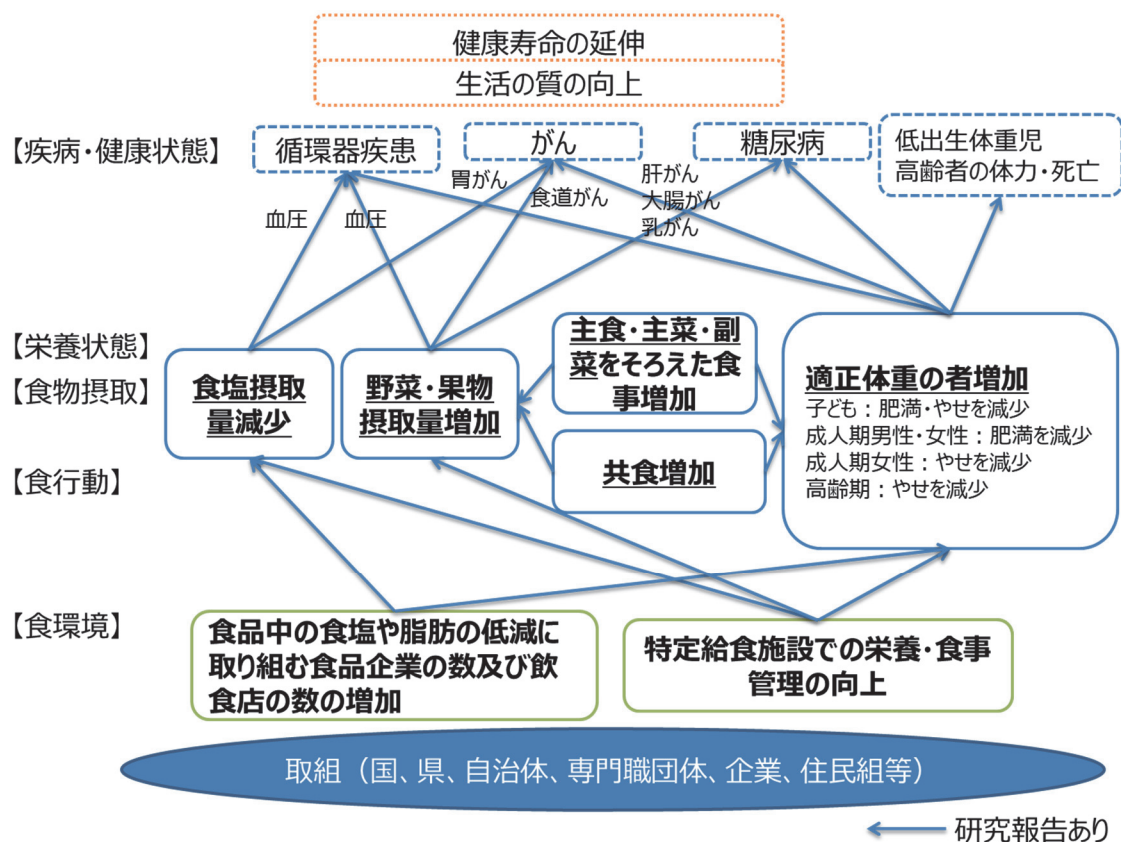 健康寿命の延伸
生活の質の向上
【疾病・健康状態】
循環器疾患
がん
糖尿病
低出生体重児
高齢者の体力・死亡
胃がん
食道がん
肝がん
大腸がん
乳がん
血圧
血圧
【栄養状態】
【食物摂取】
食塩摂取
量減少
野菜・果物
摂取量増加
主食・主菜・副
菜をそろえた食
事増加
適正体重の者増加
子ども：肥満・やせを減少
成人期男性・女性：肥満を減少
成人期女性：やせを減少
高齢期：やせを減少
【食行動】
共食増加
【食環境】
食品中の食塩や脂肪の低減に
取り組む食品企業の数及び飲
食店の数の増加
特定給食施設での栄養・食事
管理の向上
取組（国、県、自治体、専門職団体、企業、住民組等）
研究報告あり